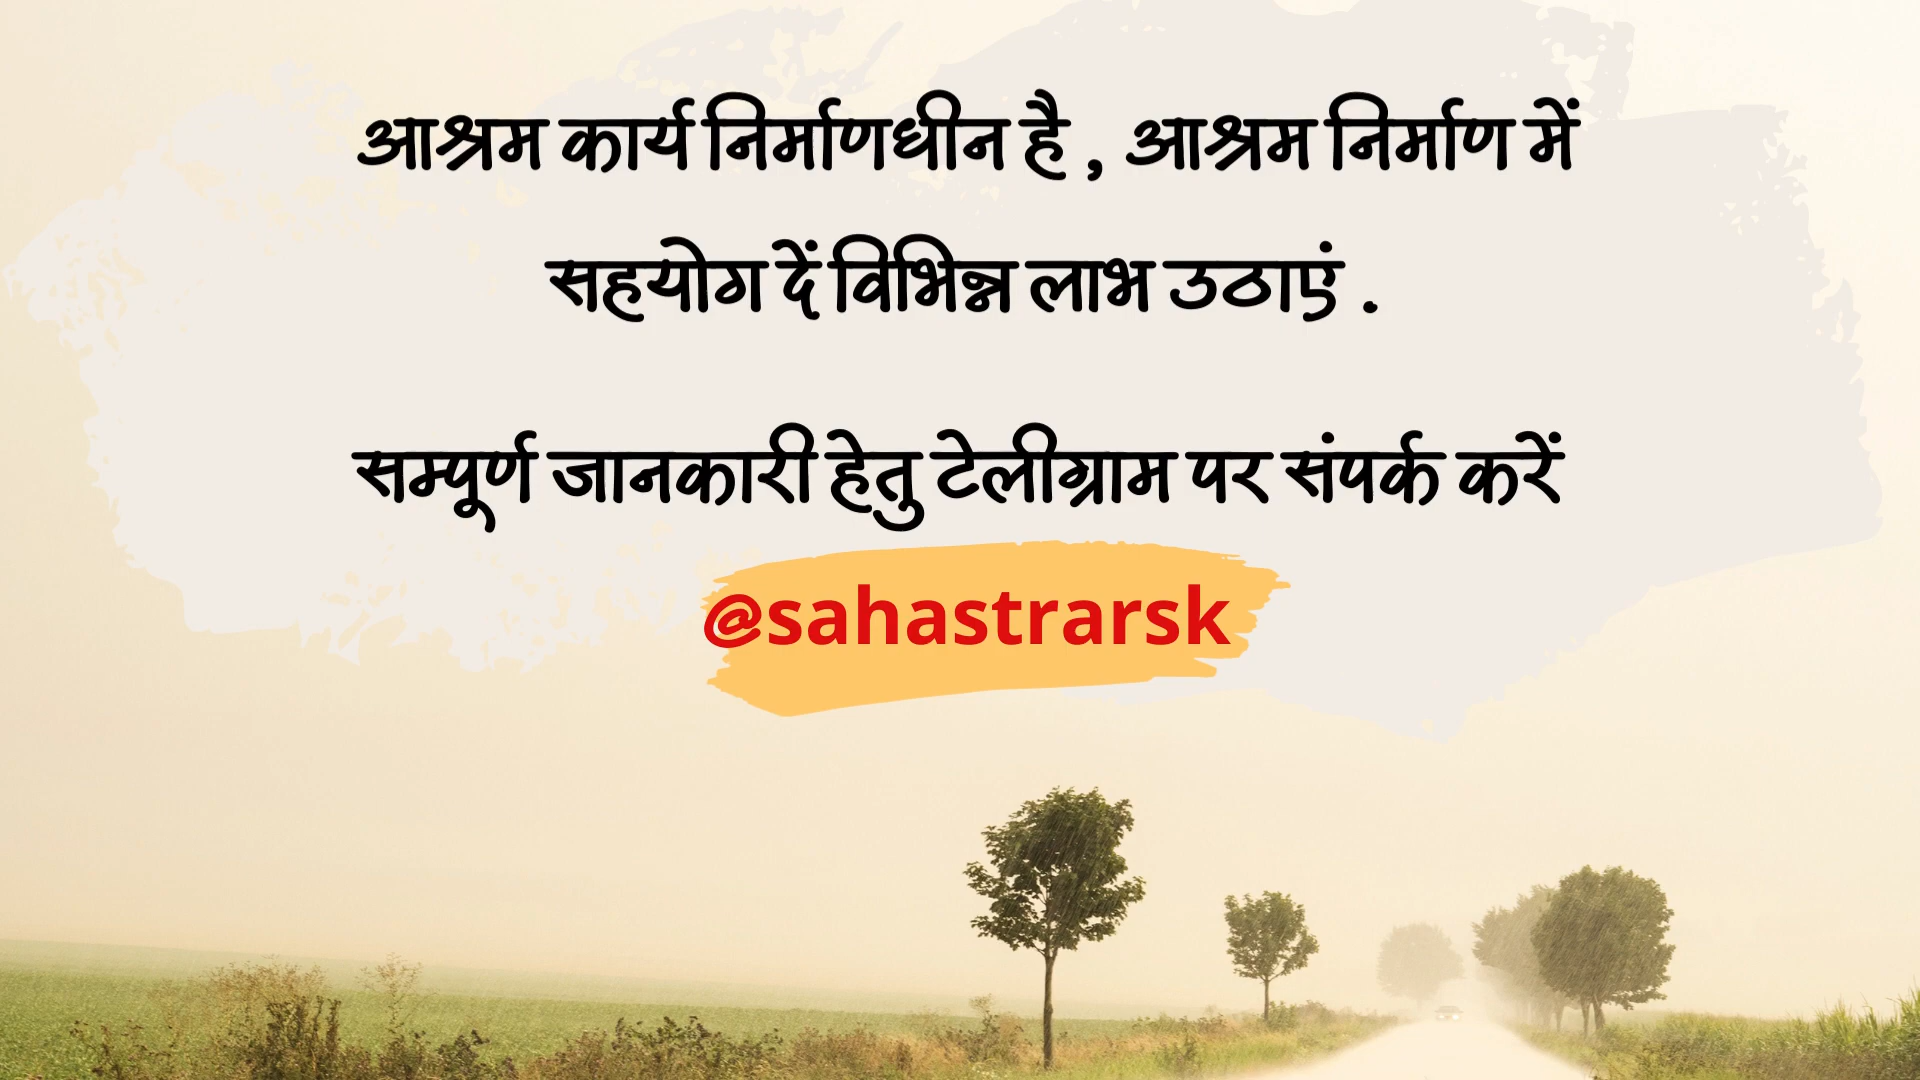 आश्रम कार्य निर्माणधीन है , आश्रम निर्माण में
सहयोग दें विभिन्न लाभ उठाएं .
सम्पूर्ण जानकारी हेतु टेलीग्राम पर संपर्क करें
@sahastrarsk